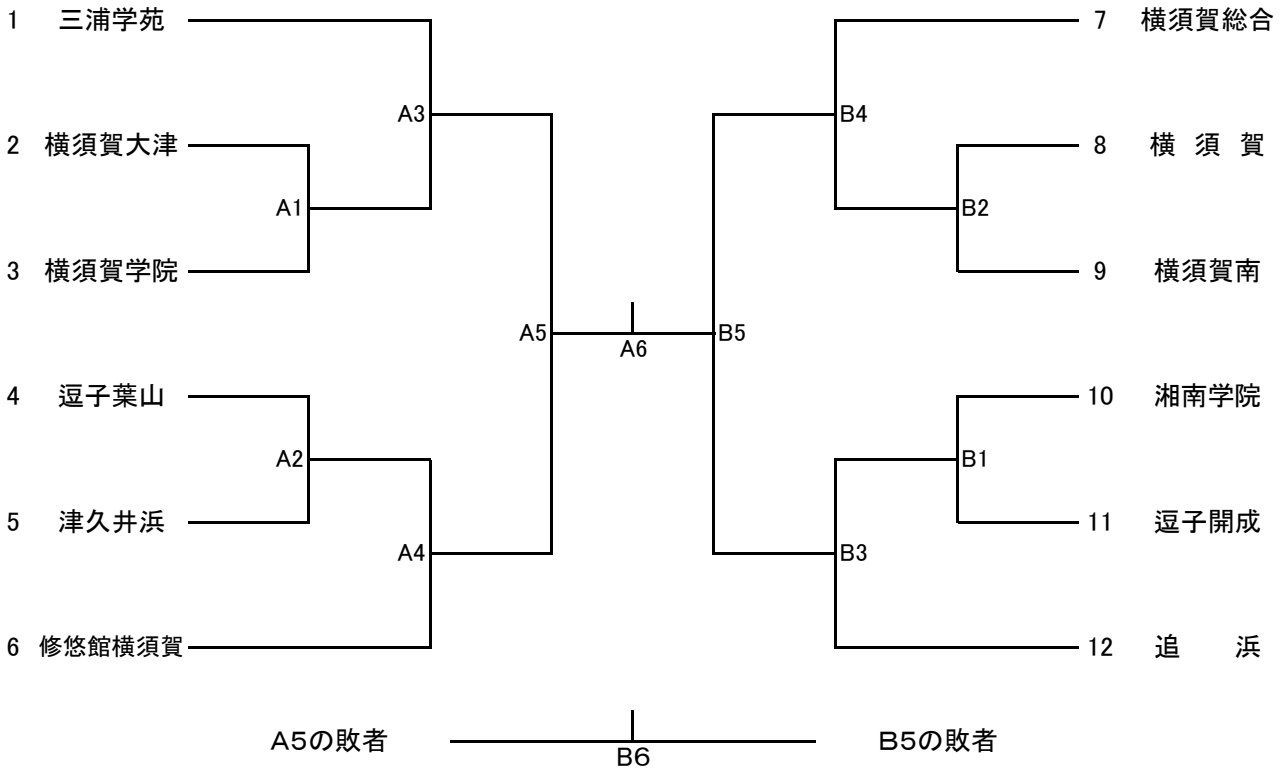 1 三浦学苑
7 横須賀総合
A3
B4
2 横須賀大津
8 横 須 賀
A1
B2
3 横須賀学院
9 横須賀南
A5
A6
B5
4 逗子葉山
10 湘南学院
A2
B1
5 津久井浜
11 逗子開成
A4
B3
6 修悠館横須賀
12 追 浜
A5の敗者
B6
B5の敗者